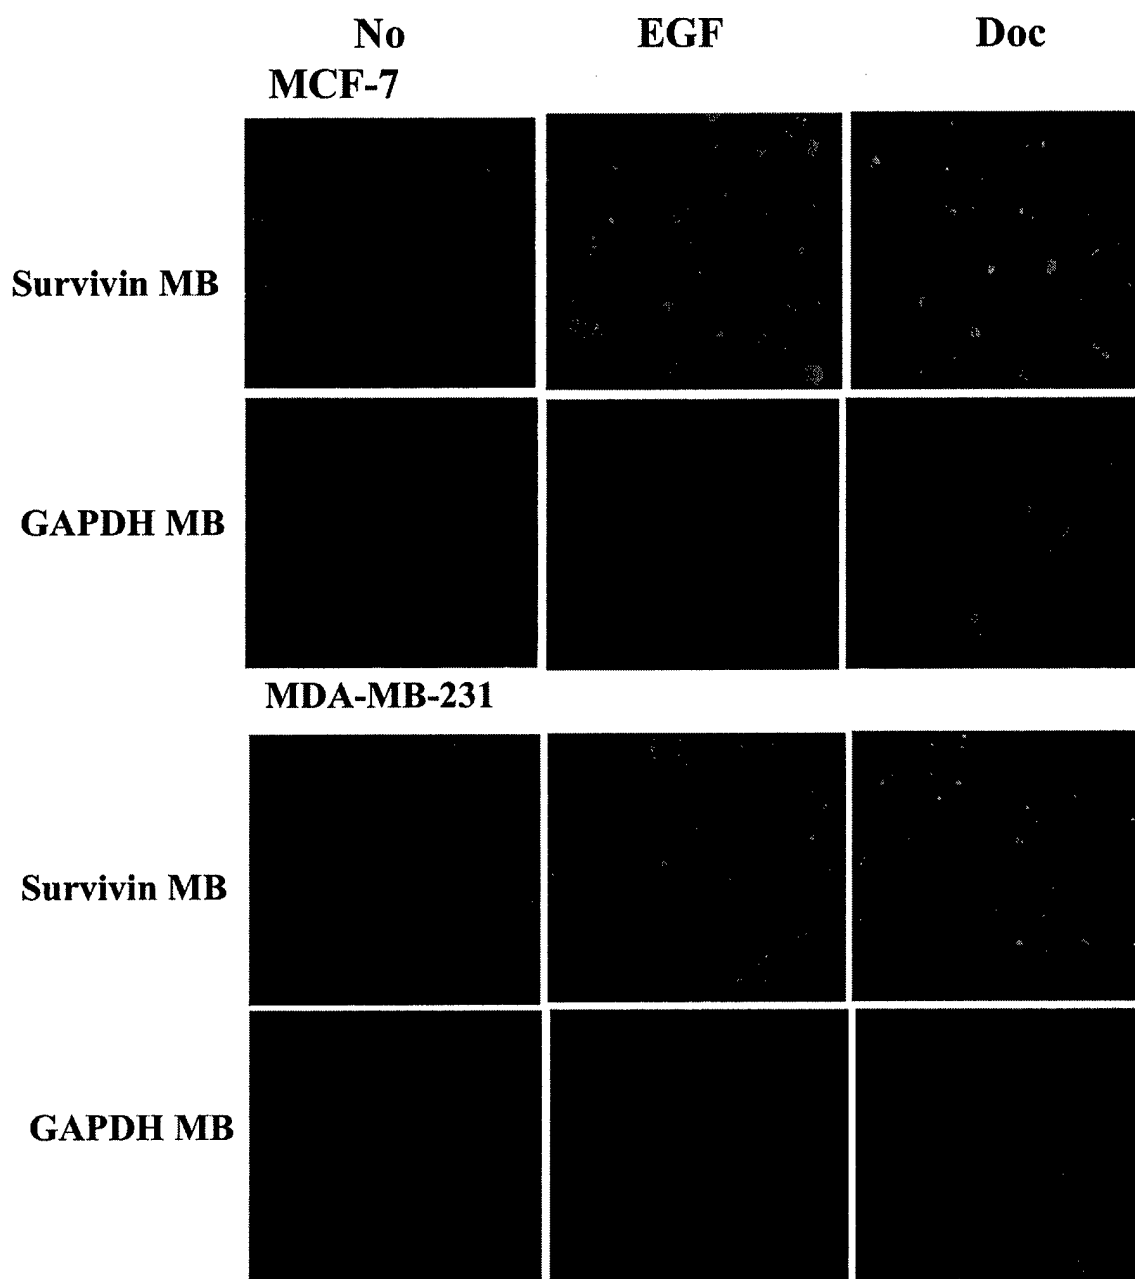 No EGF Doc
MCF-7
Survivin MB
GAPDH MB
MDA-MB-231
Survivin MB
GAPDH MB